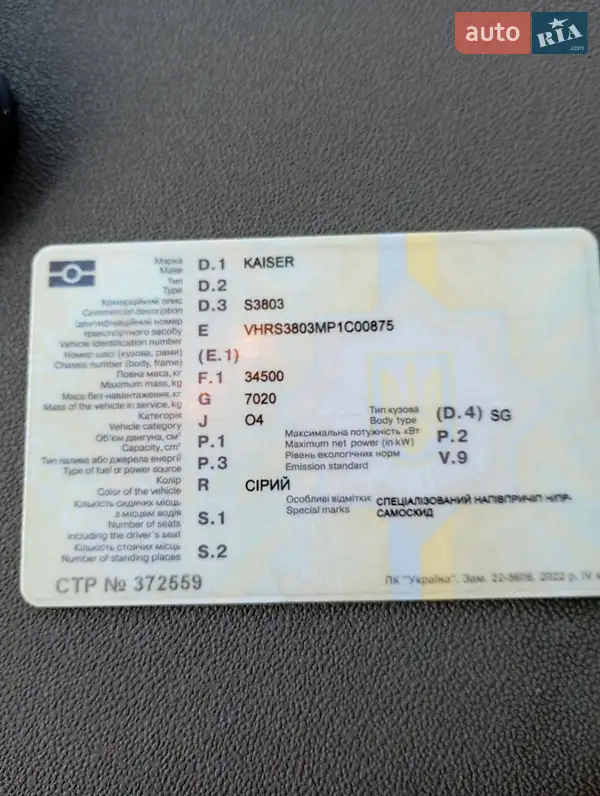 auto RIA .com
Марка
Make D.1 KAISER
Тип
Type D.2
Комерційний опис
Commercial description D.3 S3803
Ідентифікаційний номер
транспортного засобу
Vehicle identification number E VHRS3803MP1C00875
Номер шасі (кузова, рами)
Chassis number (body, frame) (E.1)
Повна маса, кг
Maximum mass, kg F.1 34500
Маса без навантаження, кг
Mass of the vehicle in service, kg G 7020
Категорія
Vehicle category J O4
Тип кузова
Body type (D.4) SG
Об'єм двигуна, см³
Capacity, cm³ P.1
Максимальна потужність кВт
Maximum net power (in kW) P.2
Тип палива або джерела енергії
Type of fuel or power source P.3
Рівень екологічних норм
Emission standard V.9
Колір
Color of the vehicle R СІРИЙ
Особливі відмітки:
Special marks СПЕЦІАЛІЗОВАНИЙ НАПІВПРИЧІП Н/ПР-
САМОСКИД
Кількість сидячих місць
з місцем водія
Number of seats
including the driver's seat S.1
Кількість стоячих місць
Number of standing places S.2
СТР № 372559
ПК "Україна". Зам. 22-3606, 2022 р. IV